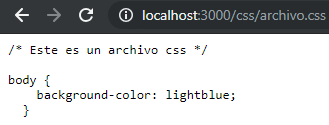 localhost:3000/css/archivo.css
/* Este es un archivo css */
body {
    background-color: lightblue;
  }